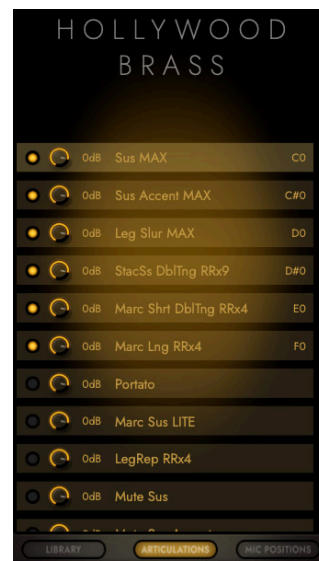 HOLLYWOOD
BRASS
0dB Sus MAX C0
0dB Sus Accent MAX C#0
0dB Leg Slur MAX D0
0dB StacSs DblTng RRx9 D#0
0dB Marc Shrt DblTng RRx4 E0
0dB Marc Lng RRx4 F0
0dB Portato
0dB Marc Sus LITE
0dB LegRep RRx4
0dB Mute Sus
LIBRARY ARTICULATIONS MIC POSITIONS